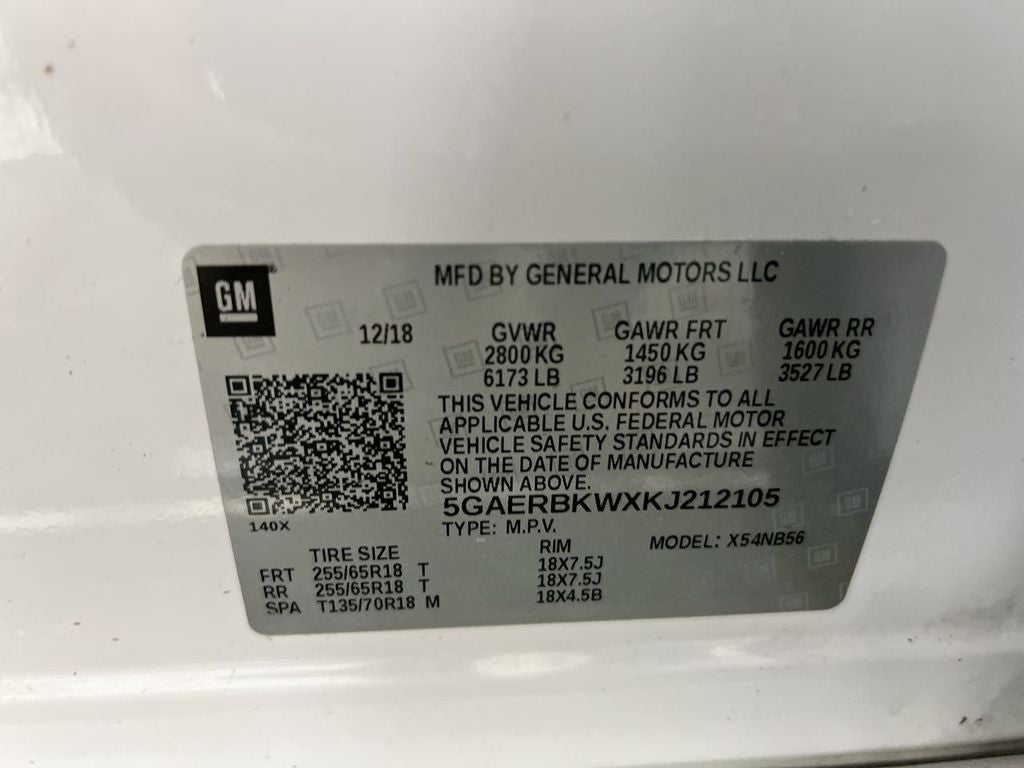 GM
MFD BY GENERAL MOTORS LLC
12/18 GVWR GAWR FRT GAWR RR
2800 KG 1450 KG 1600 KG
6173 LB 3196 LB 3527 LB
THIS VEHICLE CONFORMS TO ALL
APPLICABLE U.S. FEDERAL MOTOR
VEHICLE SAFETY STANDARDS IN EFFECT
ON THE DATE OF MANUFACTURE
SHOWN ABOVE.
5GAERBKWXKJ212105
140X
TYPE: M.P.V. MODEL: X54NB56
TIRE SIZE RIM
FRT 255/65R18 T 18X7.5J
RR 255/65R18 T 18X7.5J
SPA T135/70R18 M 18X4.5B